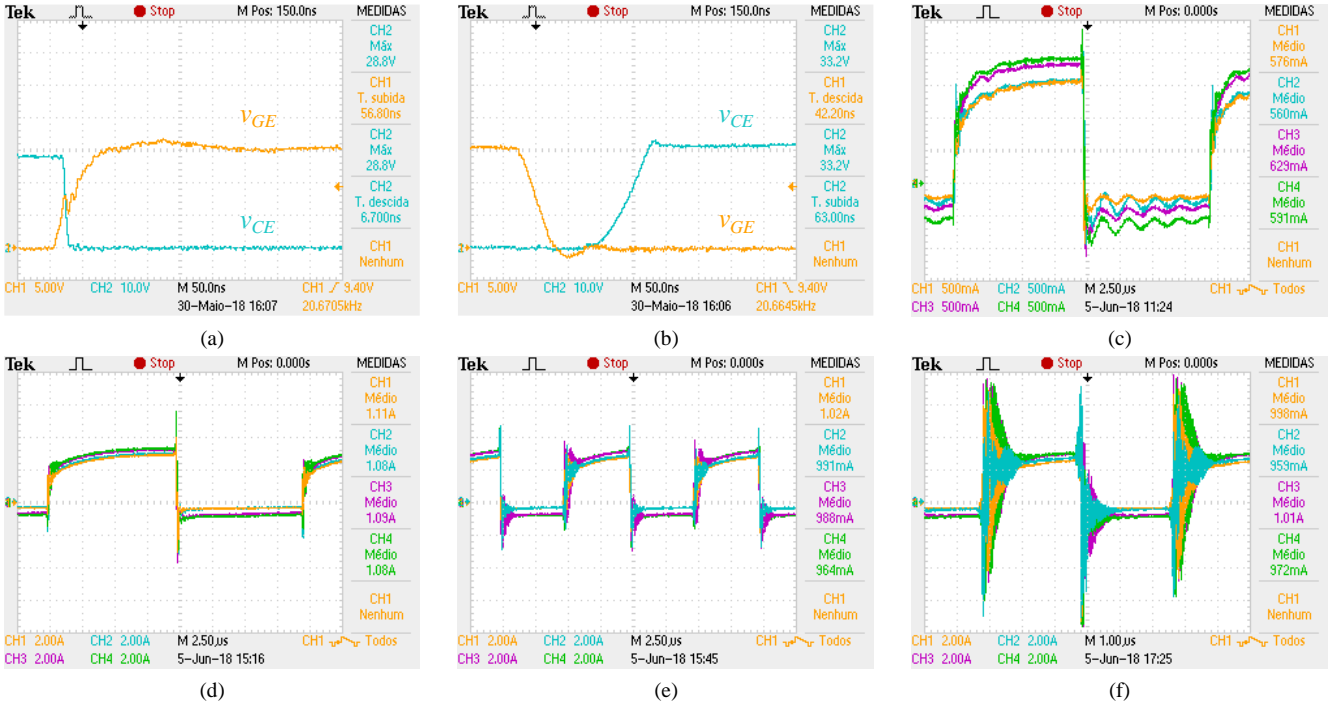 Tek Stop M Pos: 150.0ns MEDIDAS
CH2
Máx
28.8V
CH1
T. subida
56.80ns
CH2
Máx
28.8V
CH2
T. descida
6.700ns
CH1
Nenhum
vGE
vCE
2
CH1 5.00V CH2 10.0V M 50.0ns CH1 9.40V
30-Maio-18 16:07 20.6705kHz
(a)
Tek Stop M Pos: 150.0ns MEDIDAS
CH2
Máx
33.2V
CH1
T. descida
42.20ns
CH2
Máx
33.2V
CH2
T. subida
63.00ns
CH1
Nenhum
vCE
vGE
2
CH1 5.00V CH2 10.0V M 50.0ns CH1 9.40V
30-Maio-18 16:06 20.6645kHz
(b)
Tek Stop M Pos: 0.000s MEDIDAS
CH1
Médio
576mA
CH2
Médio
560mA
CH3
Médio
629mA
CH4
Médio
591mA
CH1
Nenhum
CH1 500mA CH2 500mA M 2.50µs CH1 Todos
CH3 500mA CH4 500mA 5-Jun-18 11:24
(c)
Tek Stop M Pos: 0.000s MEDIDAS
CH1
Médio
1.11A
CH2
Médio
1.08A
CH3
Médio
1.09A
CH4
Médio
1.08A
CH1
Nenhum
CH1 2.00A CH2 2.00A M 2.50µs CH1 Todos
CH3 2.00A CH4 2.00A 5-Jun-18 15:16
(d)
Tek Stop M Pos: 0.000s MEDIDAS
CH1
Médio
1.02A
CH2
Médio
991mA
CH3
Médio
988mA
CH4
Médio
964mA
CH1
Nenhum
CH1 2.00A CH2 2.00A M 2.50µs CH1 Todos
CH3 2.00A CH4 2.00A 5-Jun-18 15:45
(e)
Tek Stop M Pos: 0.000s MEDIDAS
CH1
Médio
998mA
CH2
Médio
959mA
CH3
Médio
1.01A
CH4
Médio
972mA
CH1
Nenhum
CH1 2.00A CH2 2.00A M 1.00µs CH1 Todos
CH3 2.00A CH4 2.00A 5-Jun-18 17:25
(f)